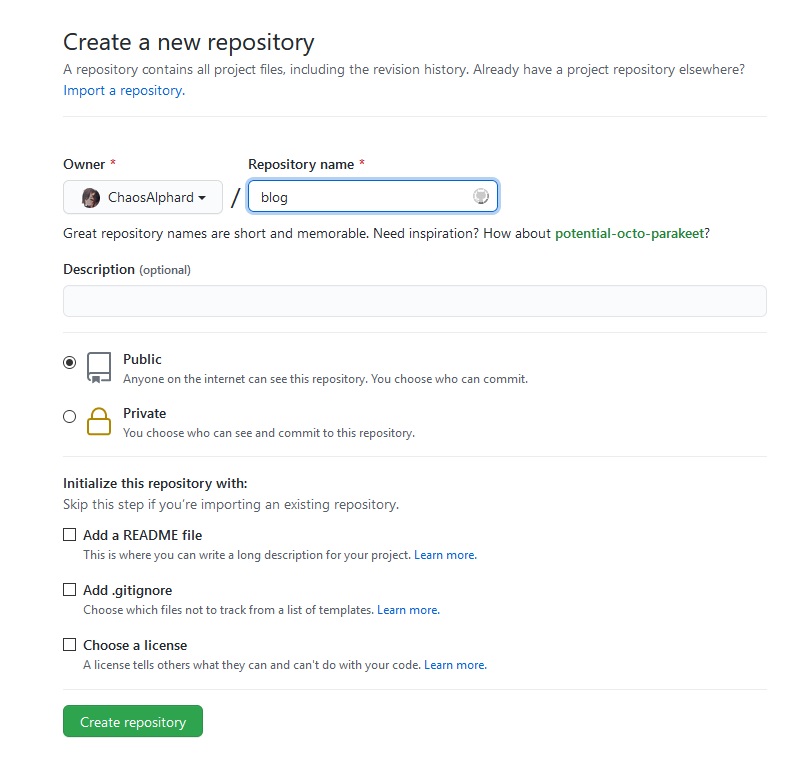 Create a new repository
A repository contains all project files, including the revision history. Already have a project repository elsewhere?
Import a repository.
Owner *
Repository name *
ChaosAlphard
/
blog
Great repository names are short and memorable. Need inspiration? How about potential-octo-parakeet?
Description (optional)
Public
Anyone on the internet can see this repository. You choose who can commit.
Private
You choose who can see and commit to this repository.
Initialize this repository with:
Skip this step if you're importing an existing repository.
Add a README file
This is where you can write a long description for your project. Learn more.
Add .gitignore
Choose which files not to track from a list of templates. Learn more.
Choose a license
A license tells others what they can and can't do with your code. Learn more.
Create repository